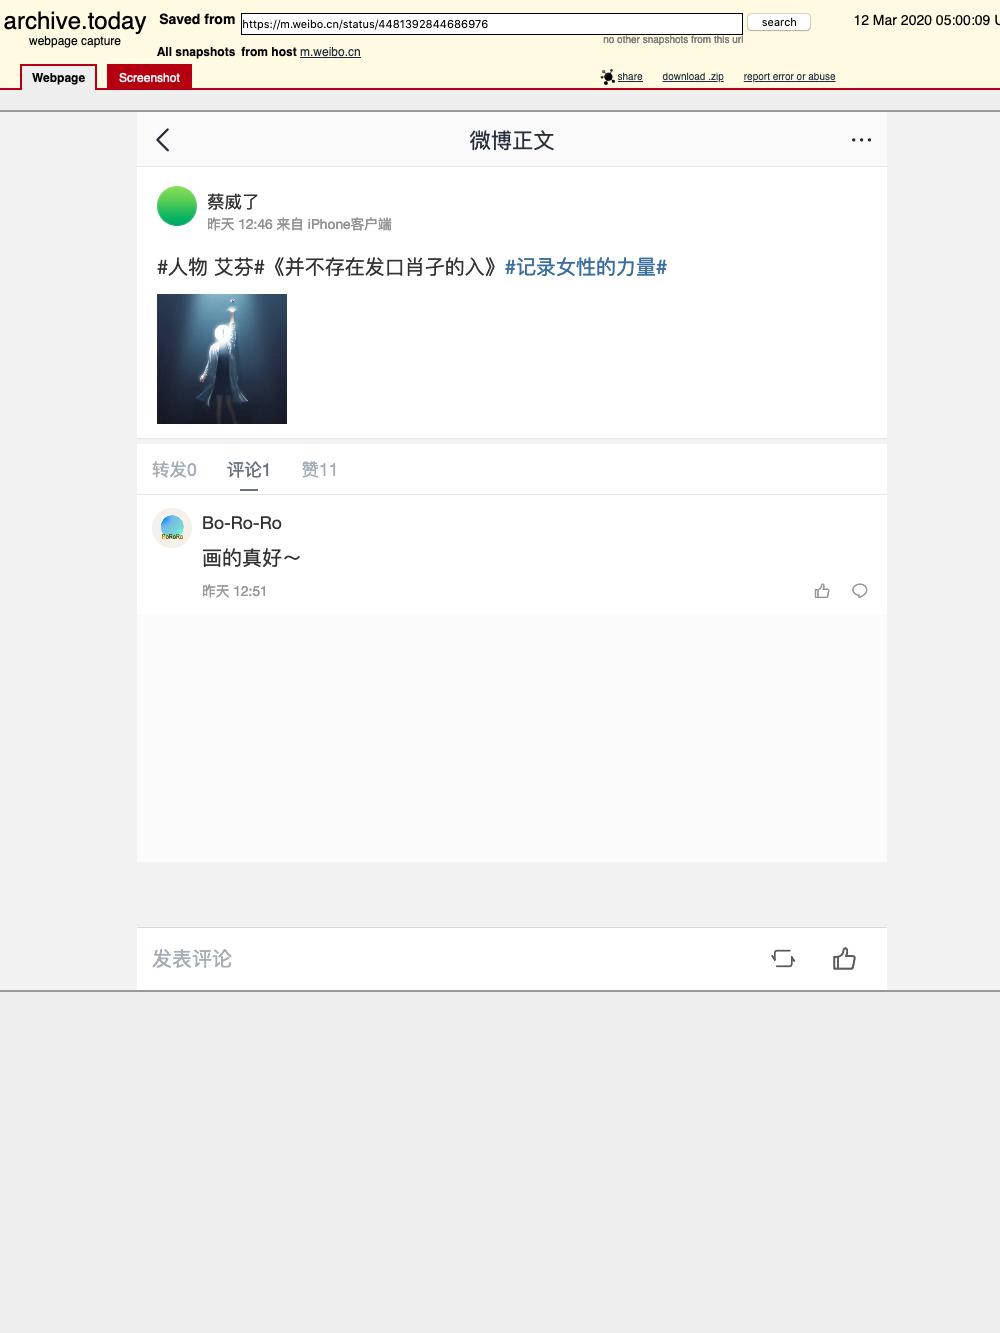 archive.today
webpage capture
Saved from https://m.weibo.cn/status/4481392844686976 search
no other snapshots from this url
12 Mar 2020 05:00:09 U
All snapshots from host m.weibo.cn
Webpage Screenshot
share download .zip report error or abuse
微博正文
蔡威了
昨天 12:46 来自 iPhone客户端
#人物 艾芬#《并不存在发口肖孑的入》#记录女性的力量#
转发0 评论1 赞11
Bo-Ro-Ro
BoRoRo
画的真好～
昨天 12:51
发表评论